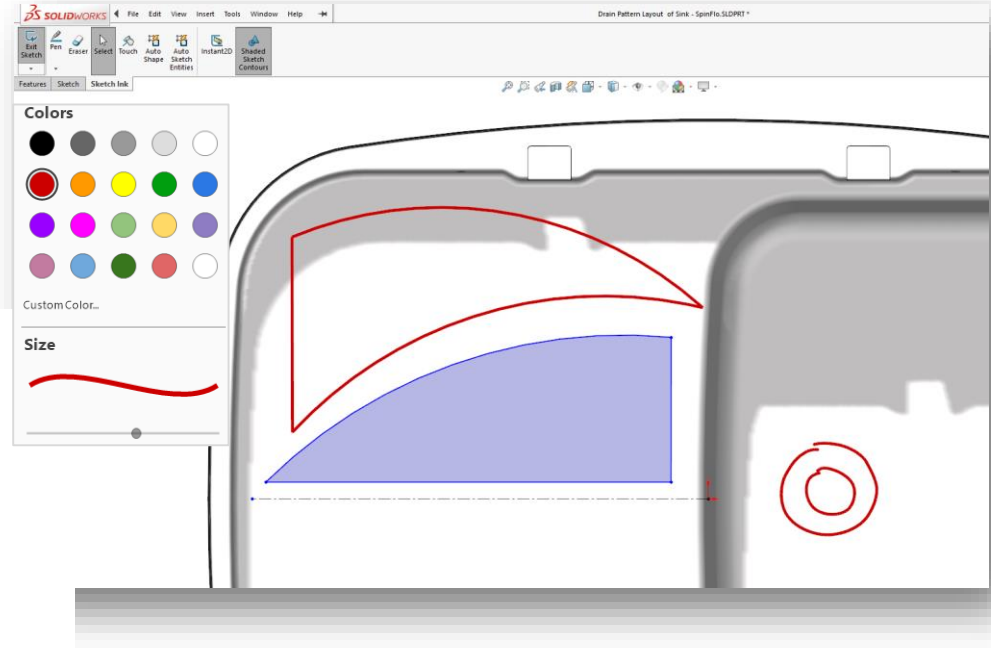 SOLIDWORKS File Edit View Insert Tools Window Help Drain Pattern Layout of Sink - SpinFlo.SLDPRT *
Exit Sketch
Pen
Eraser
Select
Touch
Auto Shape
Auto Sketch Entities
Instant2D
Shaded Sketch Contours
Features Sketch Sketch Ink
Colors
Custom Color...
Size